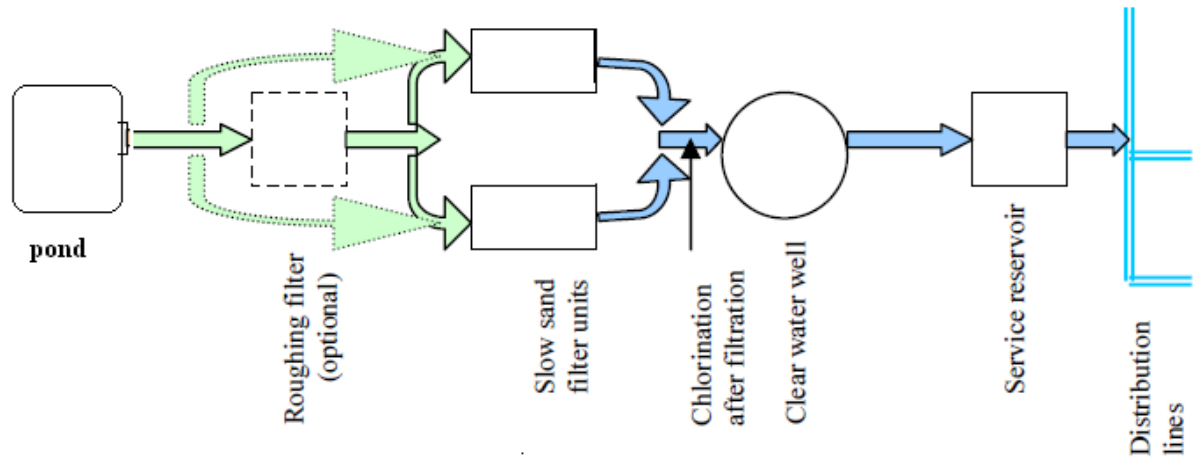 pond
Roughing filter
(optional)
Slow sand
filter units
Chlorination
after filtration
Clear water well
Service reservoir
Distribution
lines